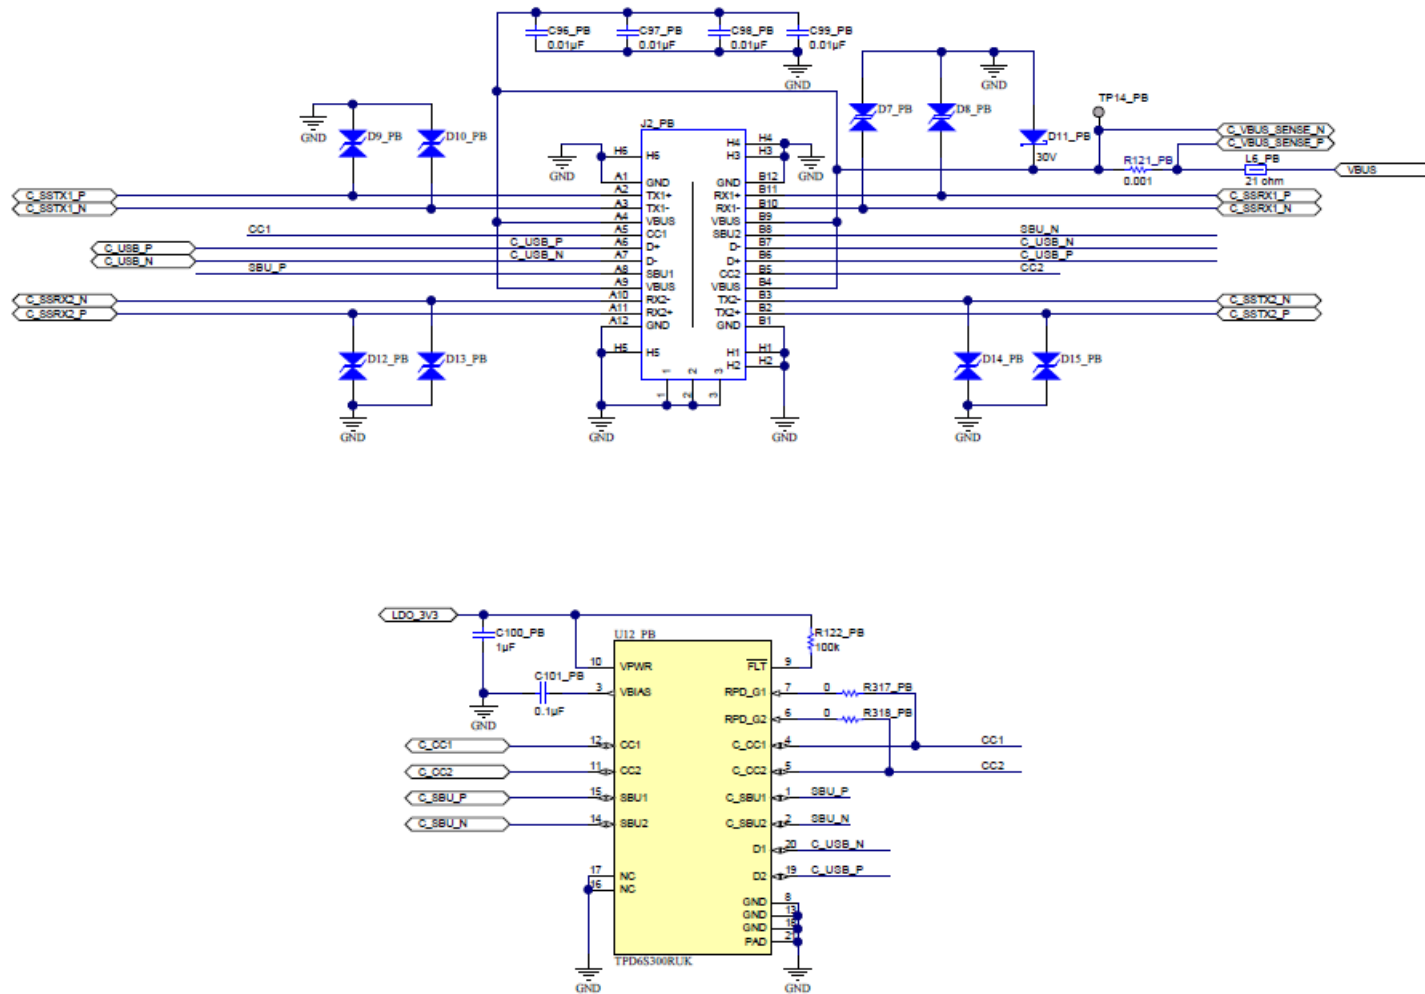 C96_PB
0.01µF
C97_PB
0.01µF
C98_PB
0.01µF
C99_PB
0.01µF
GND
GND
D9_PB
D10_PB
C_SSTX1_P
C_SSTX1_N
CC1
C_USB_P
C_USB_P
C_USB_N
C_USB_N
SBU_P
C_SSRX2_N
C_SSRX2_P
D12_PB
D13_PB
GND
J2_PB
GND
H6
H6
A1
GND
A2
TX1+
A3
TX1-
A4
VBUS
A5
CC1
A6
D+
A7
D-
A8
SBU1
A9
VBUS
A10
RX2-
A11
RX2+
A12
GND
H5
H5
H4
H4
H3
H3
GND
B12
RX1+
B11
RX1-
B10
VBUS
B9
SBU2
B8
D-
B7
D+
B6
CC2
B5
VBUS
B4
TX2-
B3
TX2+
B2
GND
B1
H1
H1
H2
H2
1
2
3
1
2
3
GND
GND
GND
D7_PB
D8_PB
GND
D11_PB
30V
TP14_PB
C_VBUS_SENSE_N
C_VBUS_SENSE_P
R121_PB
0.001
L6_PB
21 ohm
VBUS
C_SSRX1_P
C_SSRX1_N
SBU_N
C_USB_N
C_USB_P
CC2
C_SSTX2_N
C_SSTX2_P
D14_PB
D15_PB
GND
LDO_3V3
C100_PB
1µF
C101_PB
0.1µF
GND
U12_PB
R122_PB
100k
10
VPWR
FLT
9
3
VBIAS
RPD_G1
7
0
R317_PB
RPD_G2
6
0
R318_PB
C_CC1
12
CC1
C_CC1
4
CC1
C_CC2
11
CC2
C_CC2
5
CC2
C_SBU_P
15
SBU1
C_SBU1
1
SBU_P
C_SBU_N
14
SBU2
C_SBU2
2
SBU_N
D1
20
C_USB_N
17
NC
D2
19
C_USB_P
16
NC
GND
8
GND
13
GND
18
PAD
21
TPD6S300RUK
GND
GND